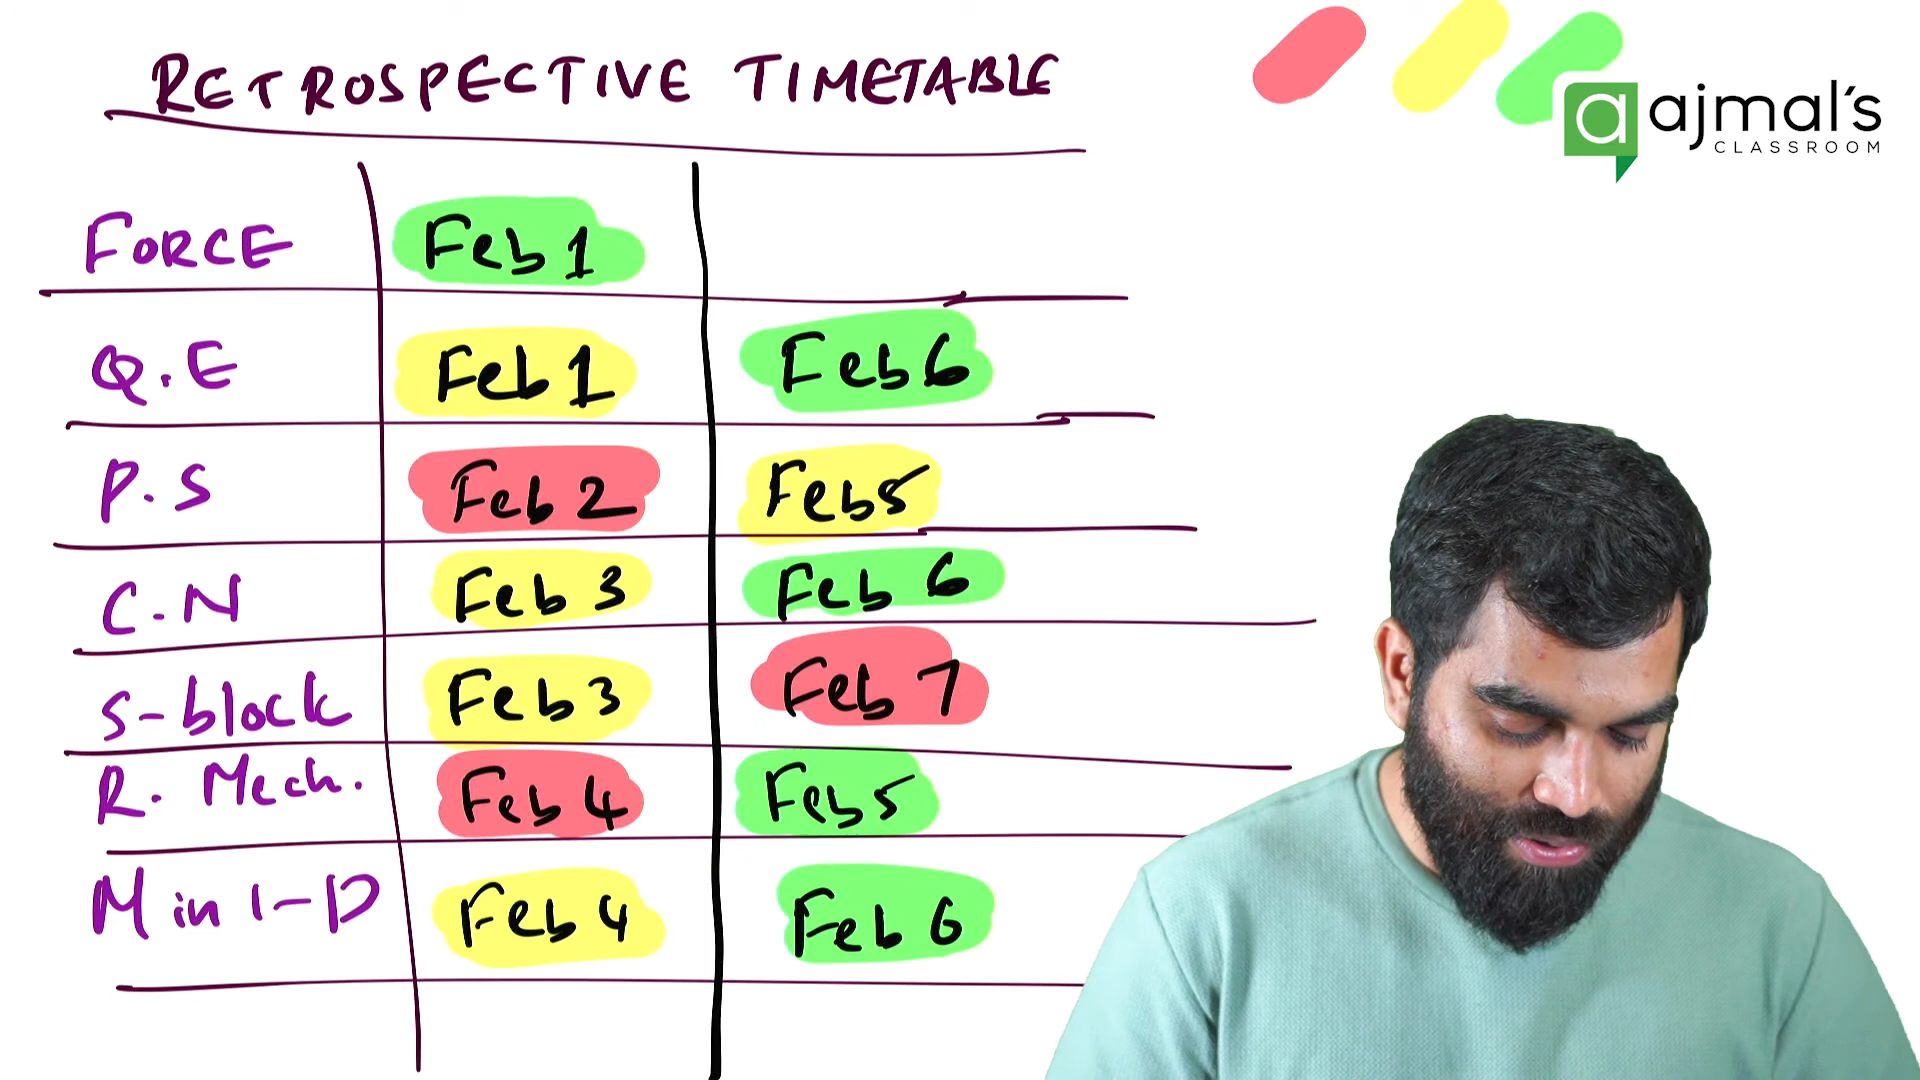 RETROSPECTIVE TIMETABLE
ajmal's
CLASSROOM
FORCE Feb 1
Q.E Feb 1 Feb 6
P.S Feb 2 Feb 5
C.N Feb 3 Feb 6
S-block Feb 3 Feb 7
R. Mech. Feb 4 Feb 5
M in 1-D Feb 4 Feb 6